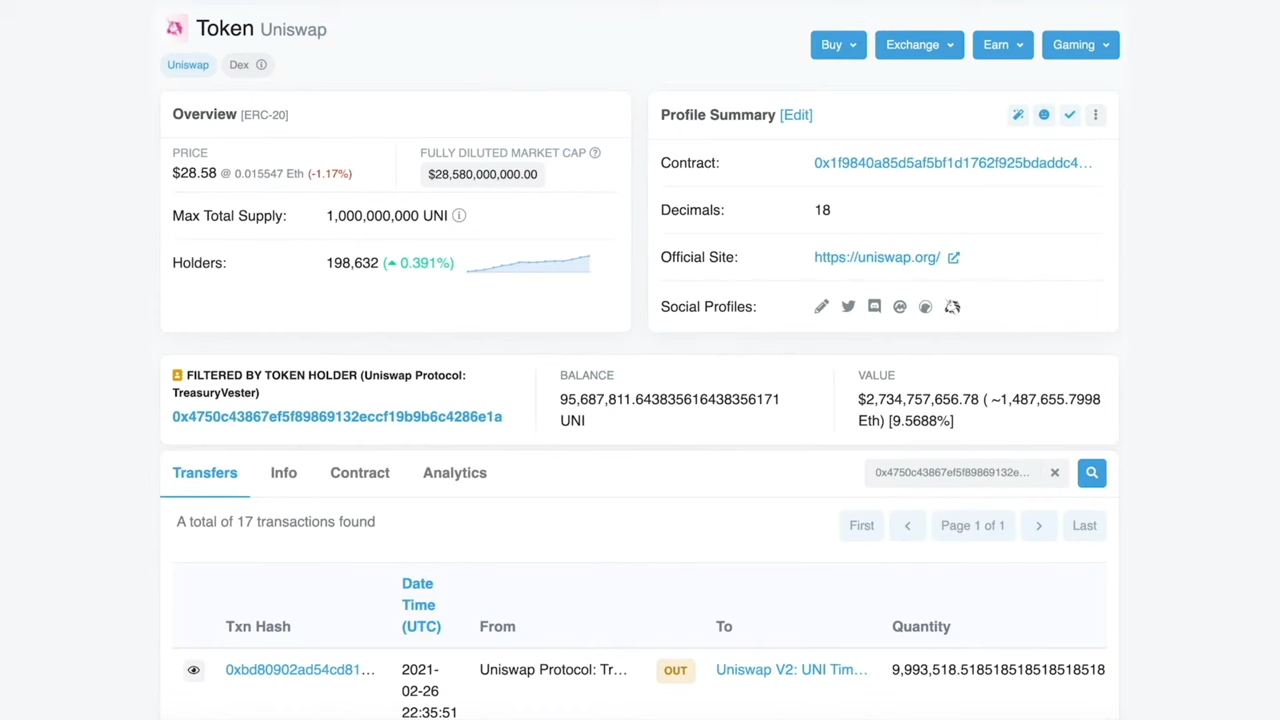 Token Uniswap
Buy Exchange Earn Gaming
Uniswap Dex
Overview [ERC-20]
PRICE
$28.58 @ 0.015547 Eth (-1.17%)
FULLY DILUTED MARKET CAP
$28,580,000,000.00
Max Total Supply: 1,000,000,000 UNI
Holders: 198,632 (0.391%)
Profile Summary [Edit]
Contract: 0x1f9840a85d5af5bf1d1762f925bdaddc4…
Decimals: 18
Official Site: https://uniswap.org/
Social Profiles:
FILTERED BY TOKEN HOLDER (Uniswap Protocol:
TreasuryVester)
0x4750c43867ef5f89869132eccf19b9b6c4286e1a
BALANCE
95,687,811.643835616438356171
UNI
VALUE
$2,734,757,656.78 ( ~1,487,655.7998
Eth) [9.5688%]
Transfers Info Contract Analytics
0x4750c43867ef5f89869132e...
A total of 17 transactions found
First Page 1 of 1 Last
Txn Hash
Date
Time
(UTC)
From
To
Quantity
0xbd80902ad54cd81...
2021-
02-26
22:35:51
Uniswap Protocol: Tr...
OUT
Uniswap V2: UNI Tim...
9,993,518.518518518518518518